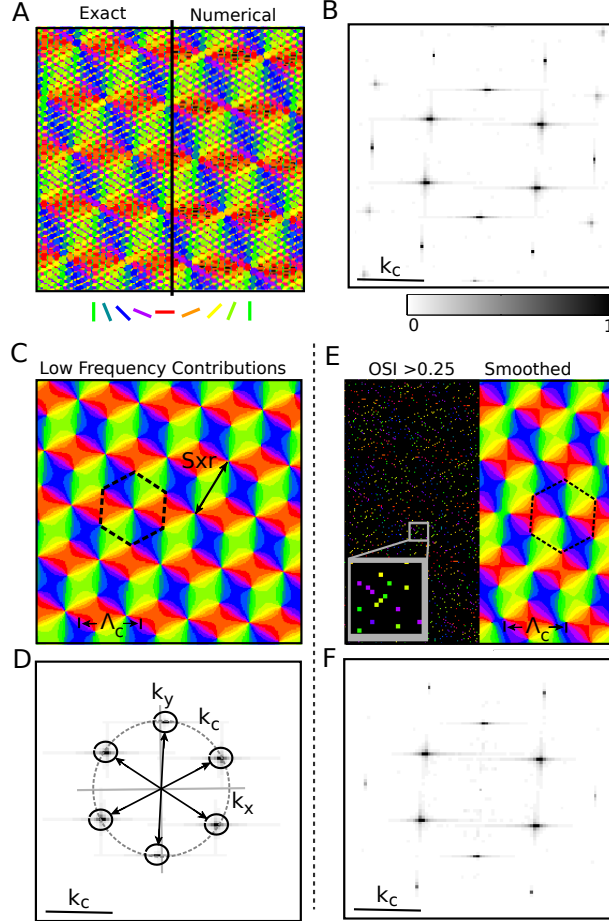 A
Exact
Numerical
B
k_c
0
1
C
Low Frequency Contributions
Sxr
Λ_c
E
OSI >0.25
Smoothed
Λ_c
D
k_y
k_c
k_x
k_c
F
k_c